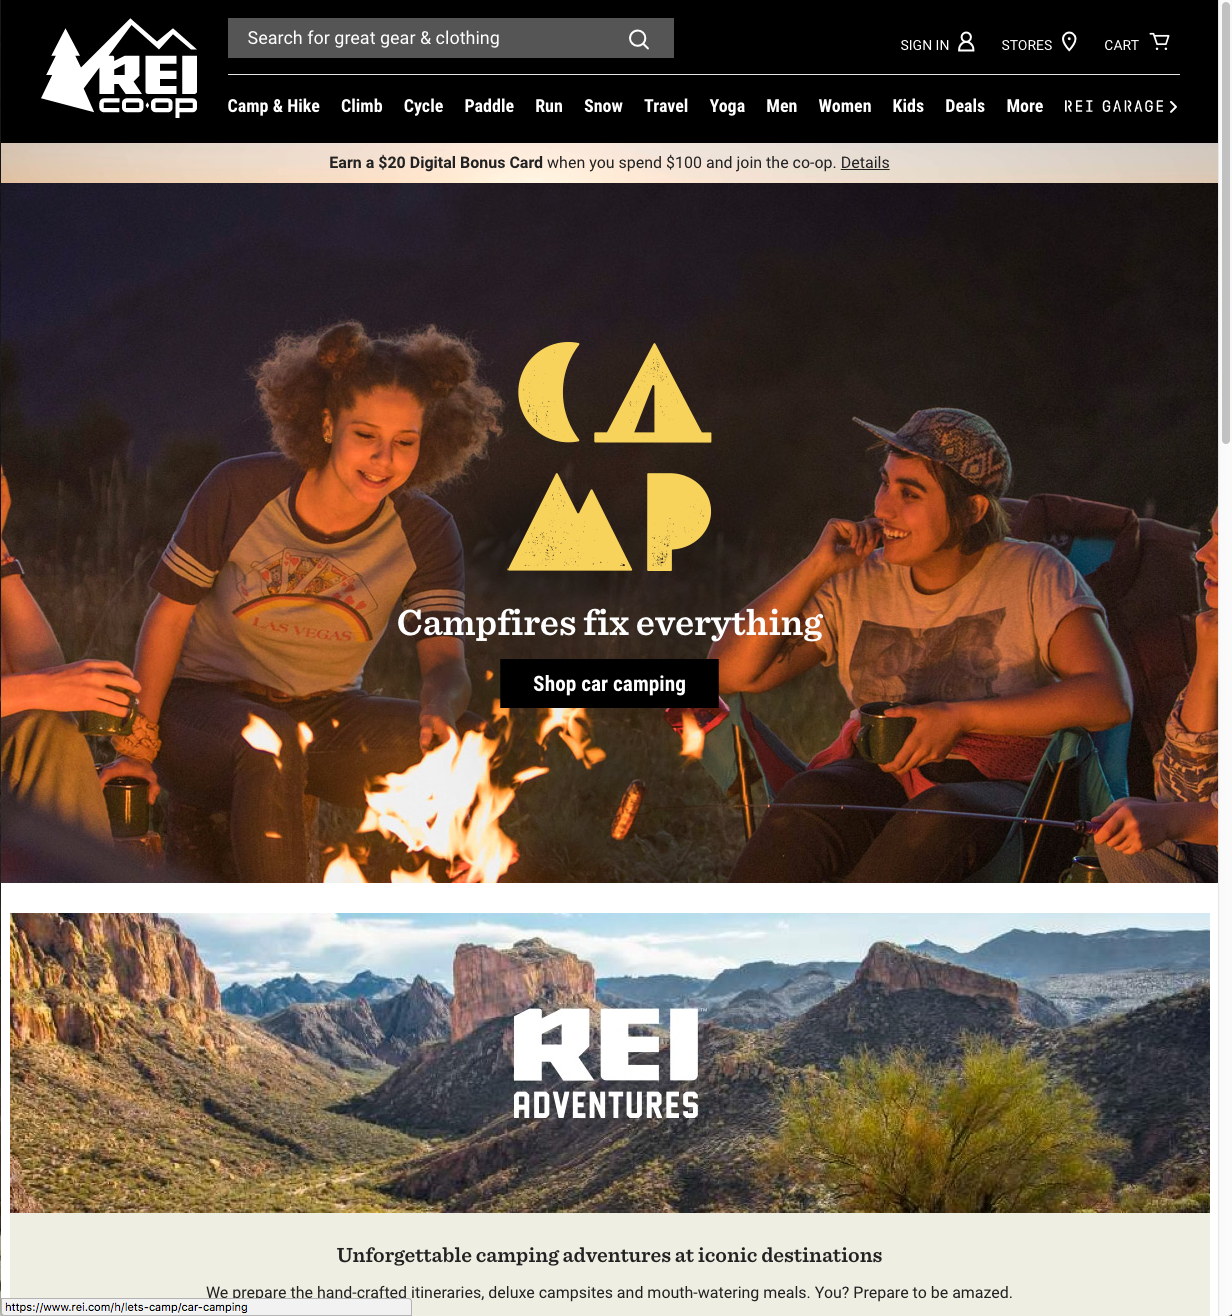 REI
co·op
Search for great gear & clothing
SIGN IN
STORES
CART
Camp & Hike
Climb
Cycle
Paddle
Run
Snow
Travel
Yoga
Men
Women
Kids
Deals
More
REI GARAGE
Earn a $20 Digital Bonus Card when you spend $100 and join the co-op. Details
CA
MP
LAS VEGAS
Campfires fix everything
Shop car camping
REI
ADVENTURES
Unforgettable camping adventures at iconic destinations
We prepare the hand-crafted itineraries, deluxe campsites and mouth-watering meals. You? Prepare to be amazed.
https://www.rei.com/h/lets-camp/car-camping